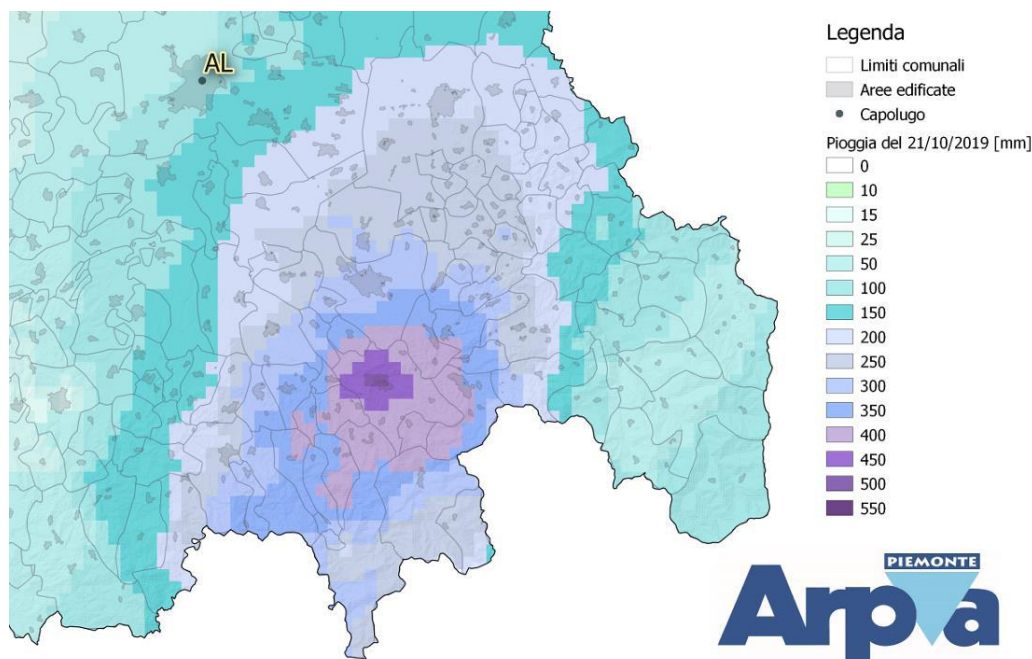 AL
Legenda
Limiti comunali
Aree edificate
Capolugo
Pioggia del 21/10/2019 [mm]
0
10
15
25
50
100
150
200
250
300
350
400
450
500
550
PIEMONTE
Arpa